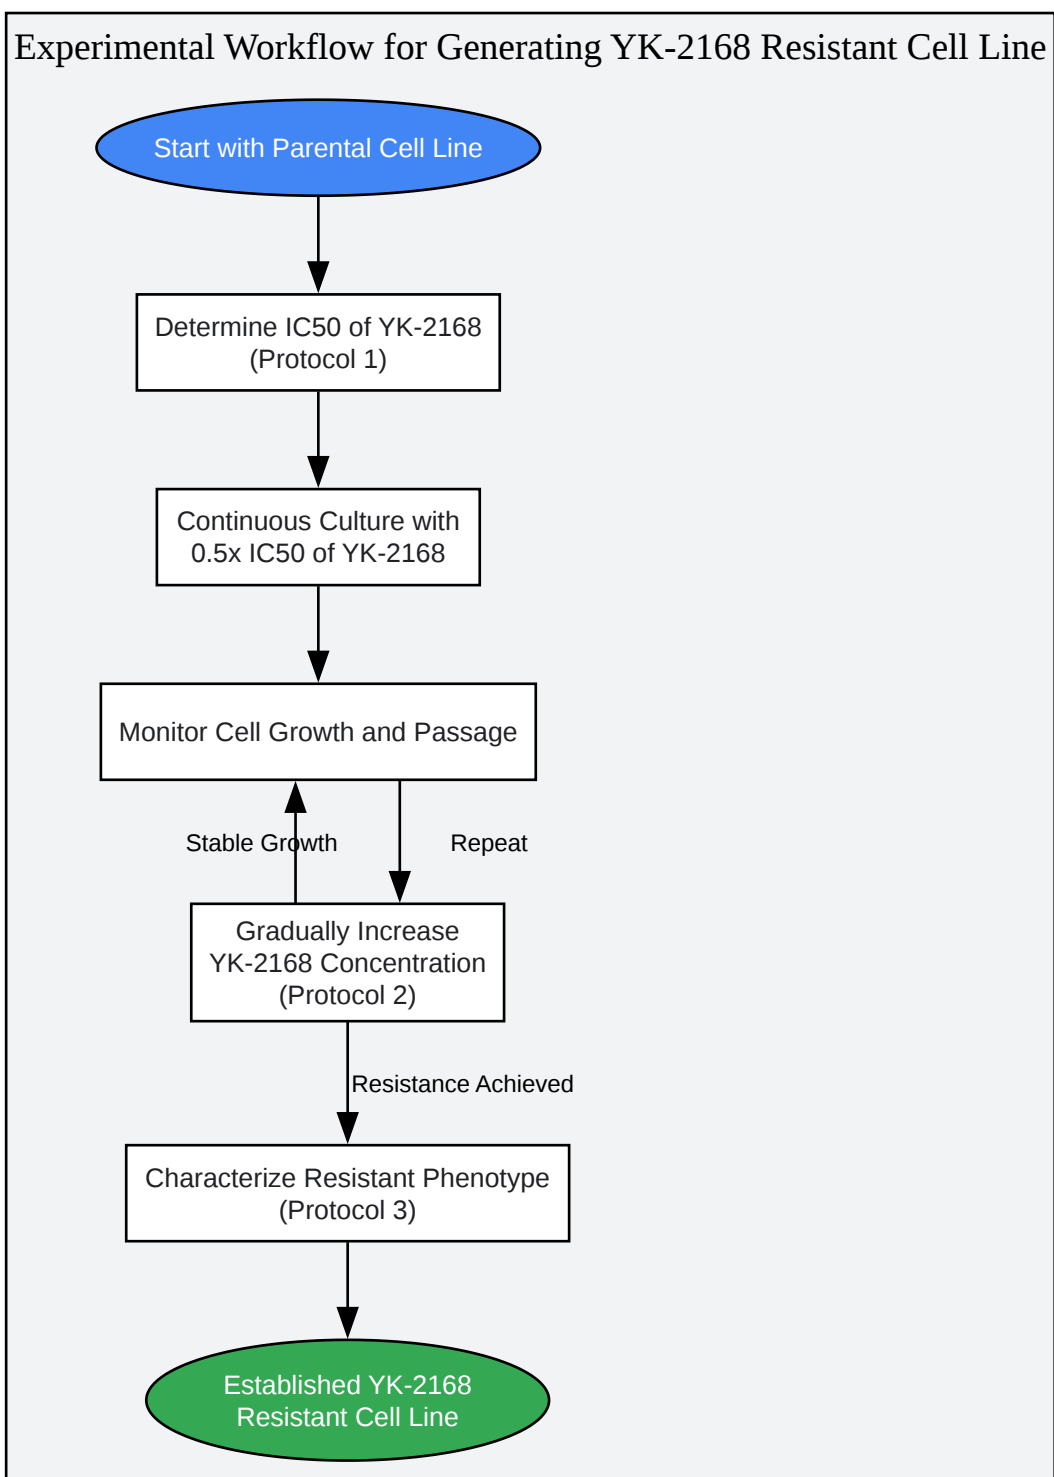 Experimental Workflow for Generating YK-2168 Resistant Cell Line
Start with Parental Cell Line
Determine IC50 of YK-2168
(Protocol 1)
Continuous Culture with
0.5x IC50 of YK-2168
Monitor Cell Growth and Passage
Stable Growth
Repeat
Gradually Increase
YK-2168 Concentration
(Protocol 2)
Resistance Achieved
Characterize Resistant Phenotype
(Protocol 3)
Established YK-2168
Resistant Cell Line